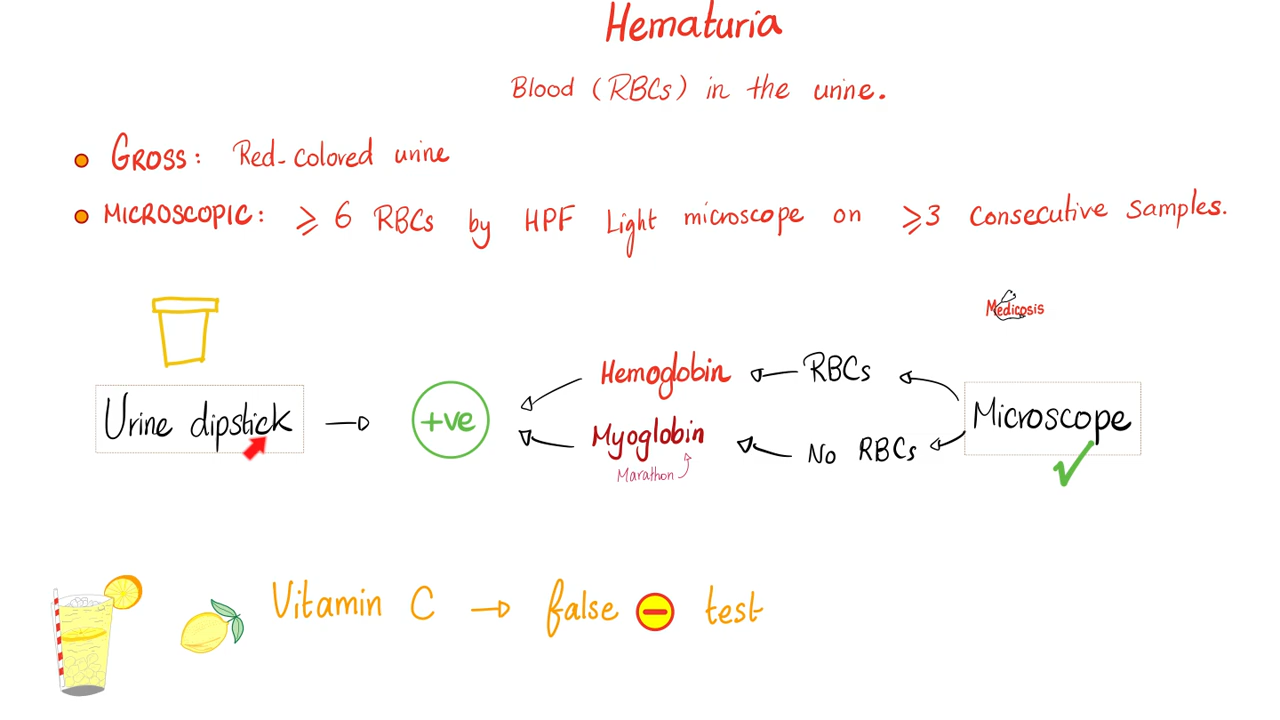 Hematuria
Blood (RBCs) in the urine.
GROSS: Red-colored urine
MICROSCOPIC: ⩾ 6 RBCs by HPF Light microscope on ⩾3 consecutive samples.
Medicosis
Hemoglobin RBCs
Urine dipstick → +ve Microscope ✓
Myoglobin No RBCs
Marathon
Vitamin C → false − test